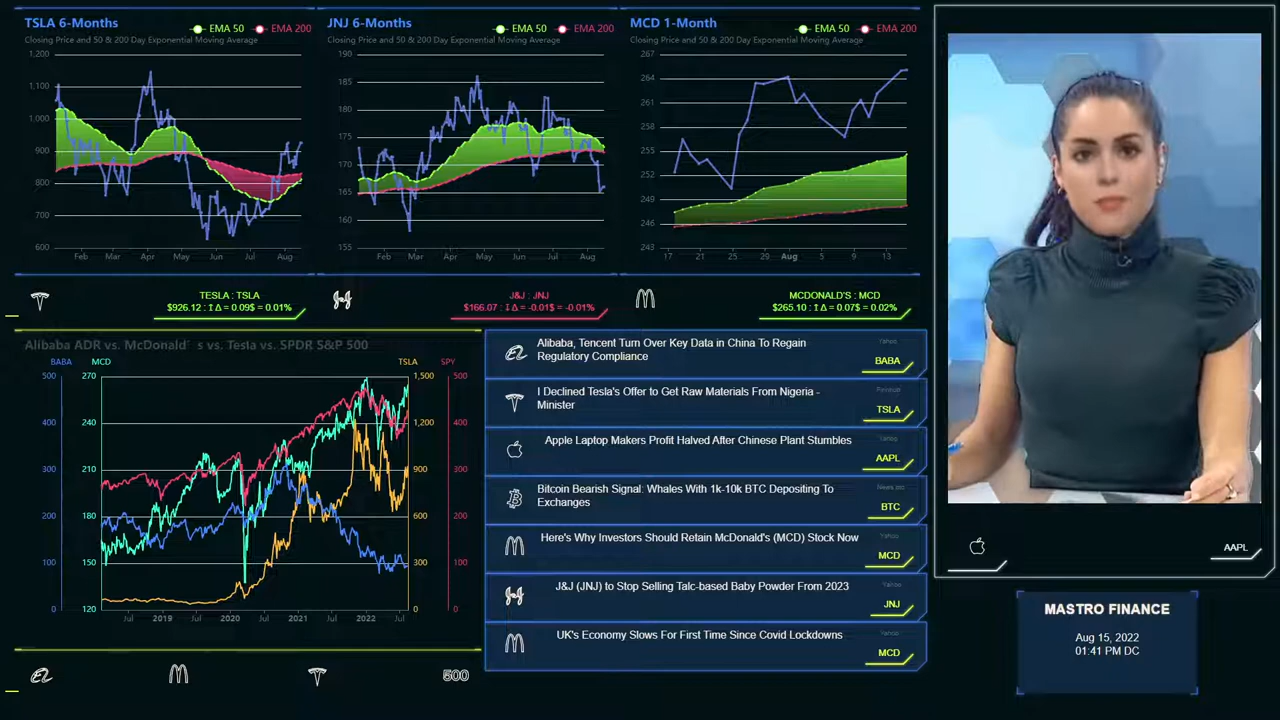 TSLA 6-Months
EMA 50 EMA 200
Closing Price and 50 & 200 Day Exponential Moving Average
1,200
1,100
1,000
900
800
700
600
Feb Mar Apr May Jun Jul Aug
JNJ 6-Months
EMA 50 EMA 200
Closing Price and 50 & 200 Day Exponential Moving Average
190
185
180
175
170
165
160
155
Feb Mar Apr May Jun Jul Aug
MCD 1-Month
EMA 50 EMA 200
Closing Price and 50 & 200 Day Exponential Moving Average
267
264
261
258
255
252
249
246
243
17 21 25 29 Aug 5 9 13
TESLA : TSLA
$926.12 : 1 Δ = 0.09$ = 0.01%
J&J : JNJ
$166.07 : 1 Δ = -0.01$ = -0.01%
MCDONALD'S : MCD
$265.10 : 1 Δ = 0.07$ = 0.02%
Alibaba ADR vs. McDonald´s vs. Tesla vs. SPDR S&P 500
BABA MCD TSLA SPY
500 270 1,500 500
400 240 1,200 400
300 210 900 300
200 180 600 200
100 150 300 100
0 120 0 0
Jul 2019 Jul 2020 Jul 2021 Jul 2022 Jul
500
Alibaba, Tencent Turn Over Key Data in China To Regain
Regulatory Compliance
Yahoo
BABA
I Declined Tesla's Offer to Get Raw Materials From Nigeria -
Minister
TSLA
Apple Laptop Makers Profit Halved After Chinese Plant Stumbles
Yahoo
AAPL
Bitcoin Bearish Signal: Whales With 1k-10k BTC Depositing To
Exchanges
BTC
Here's Why Investors Should Retain McDonald's (MCD) Stock Now
Yahoo
MCD
J&J (JNJ) to Stop Selling Talc-based Baby Powder From 2023
Yahoo
JNJ
UK's Economy Slows For First Time Since Covid Lockdowns
Yahoo
MCD
AAPL
MASTRO FINANCE
Aug 15, 2022
01:41 PM DC